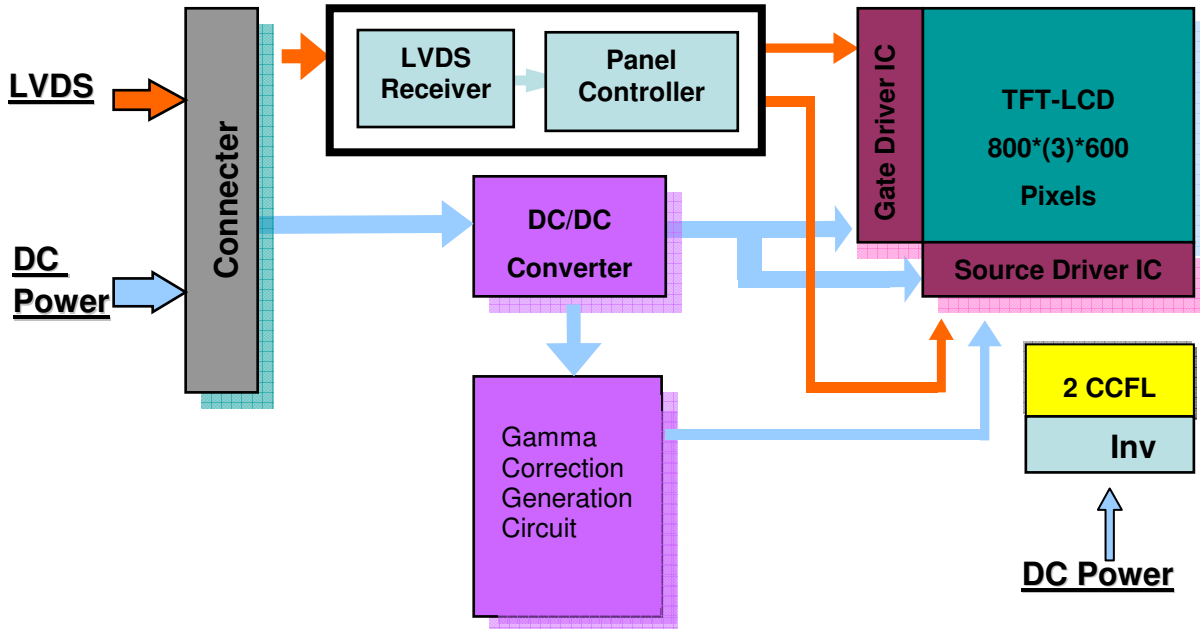 LVDS
DC
Power
Connecter
LVDS
Receiver
Panel
Controller
DC/DC
Converter
Gamma
Correction
Generation
Circuit
Gate Driver IC
TFT-LCD
800*(3)*600
Pixels
Source Driver IC
2 CCFL
Inv
DC Power